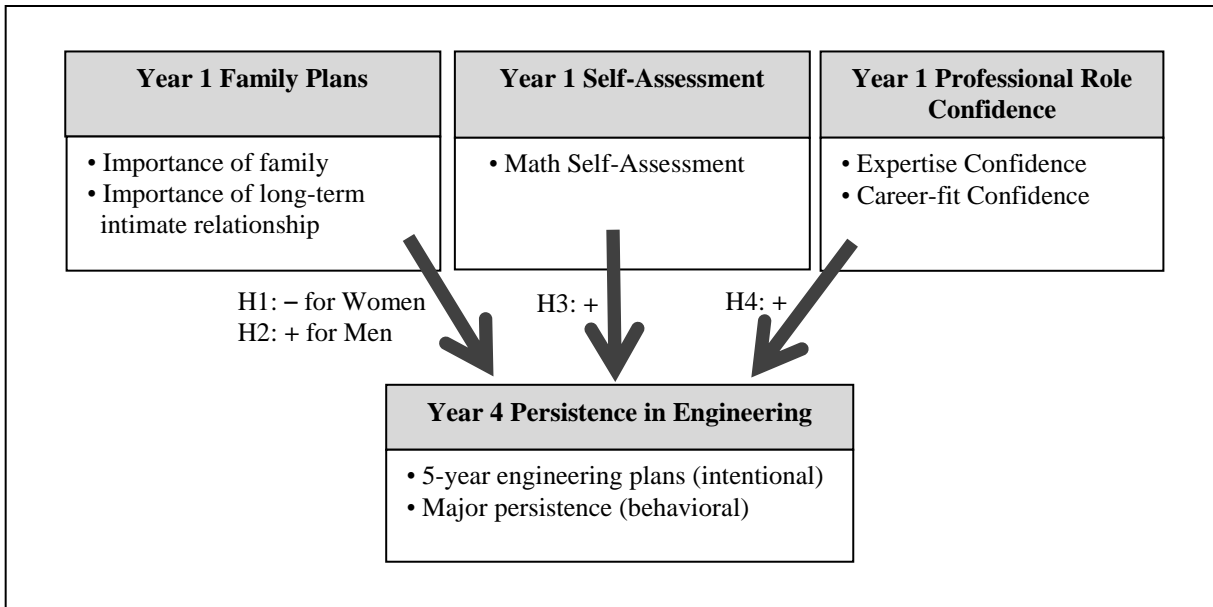 Year 1 Family Plans
• Importance of family
• Importance of long-term
intimate relationship
Year 1 Self-Assessment
• Math Self-Assessment
Year 1 Professional Role
Confidence
• Expertise Confidence
• Career-fit Confidence
H1: – for Women
H2: + for Men
H3: +
H4: +
Year 4 Persistence in Engineering
• 5-year engineering plans (intentional)
• Major persistence (behavioral)